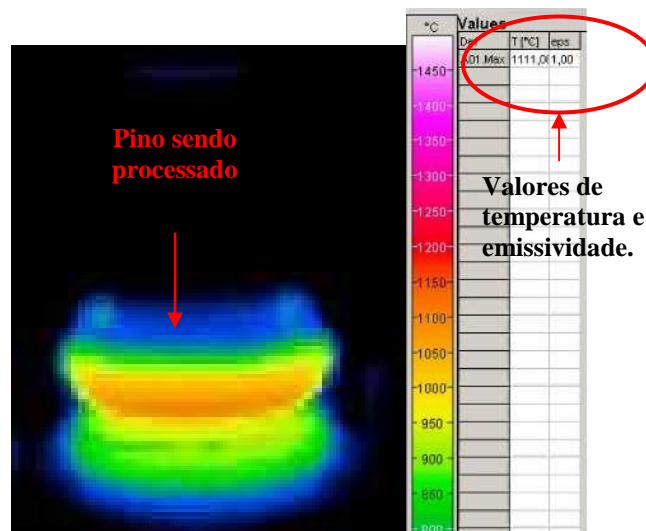 Pino sendo
processado
°C
1450
1400
1350
1300
1250
1200
1150
1100
1050
1000
950
900
850
800
Values
T [°C] eps
A01.Max 1111,0 1,00
Valores de
temperatura e
emissividade.